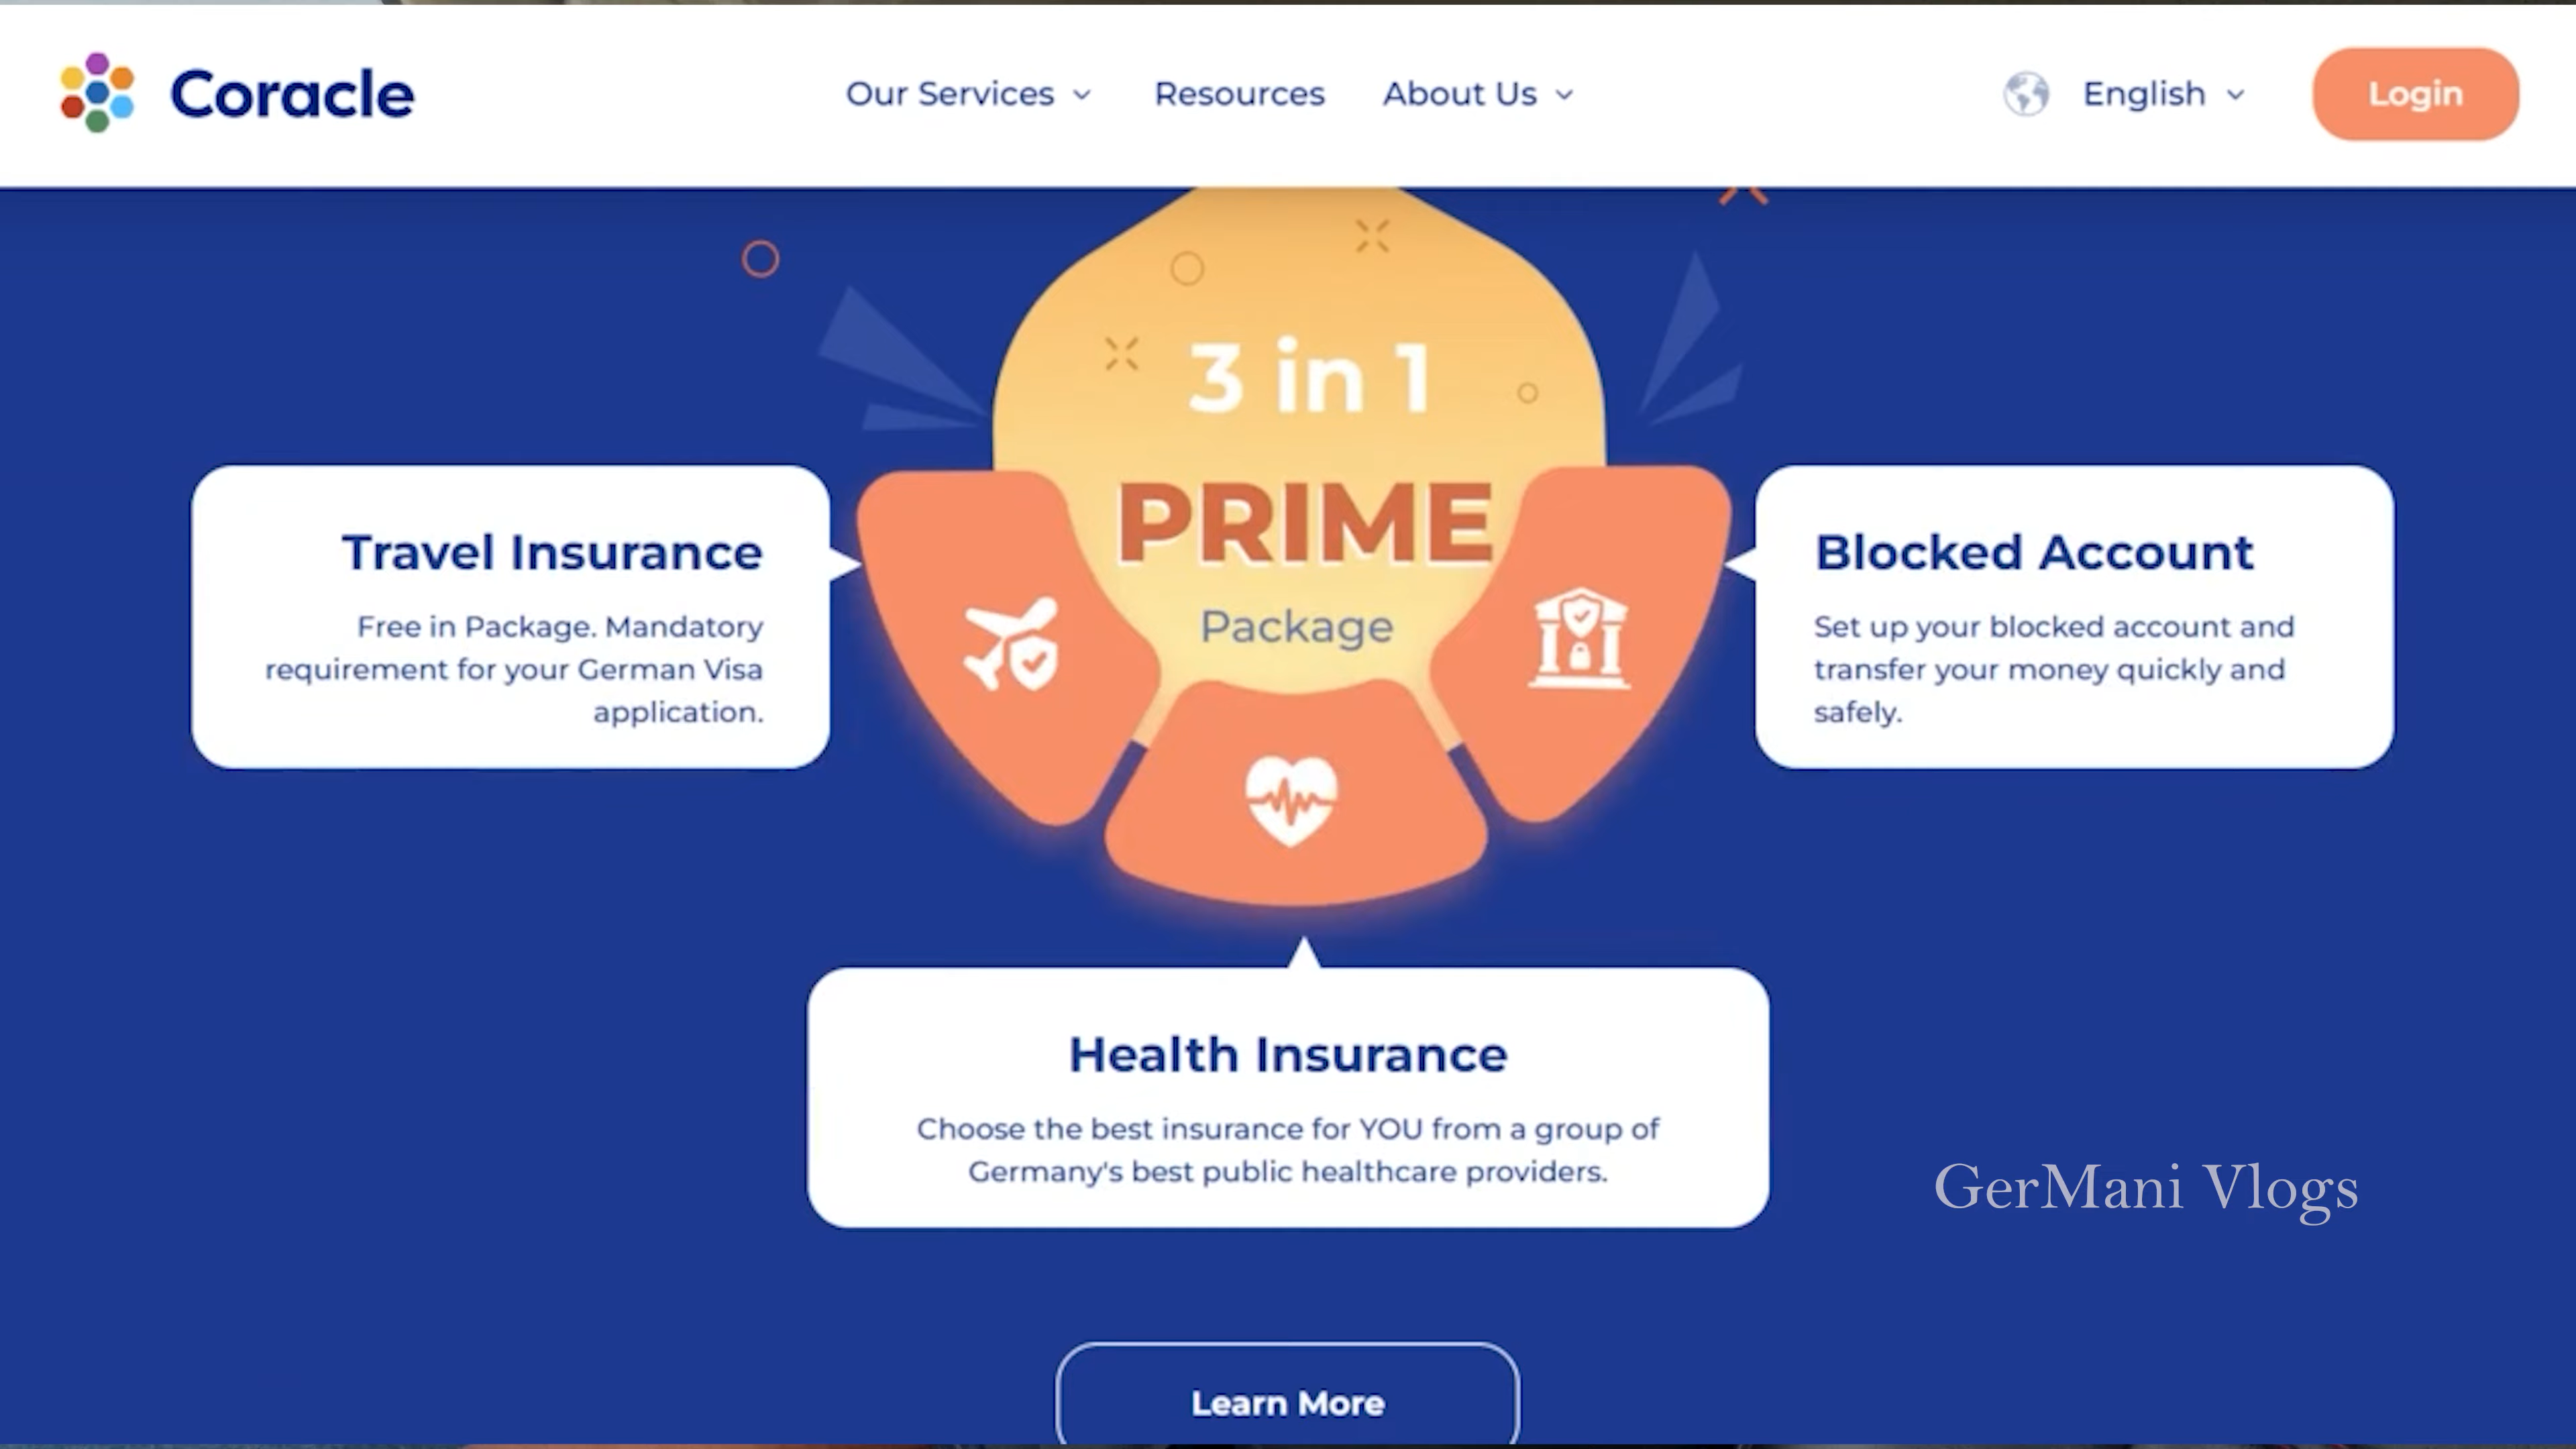 Coracle
Our Services
Resources
About Us
English
Login
3 in 1
PRIME
Package
Travel Insurance
Free in Package. Mandatory
requirement for your German Visa
application.
Blocked Account
Set up your blocked account and
transfer your money quickly and
safely.
Health Insurance
Choose the best insurance for YOU from a group of
Germany's best public healthcare providers.
GerMani Vlogs
Learn More